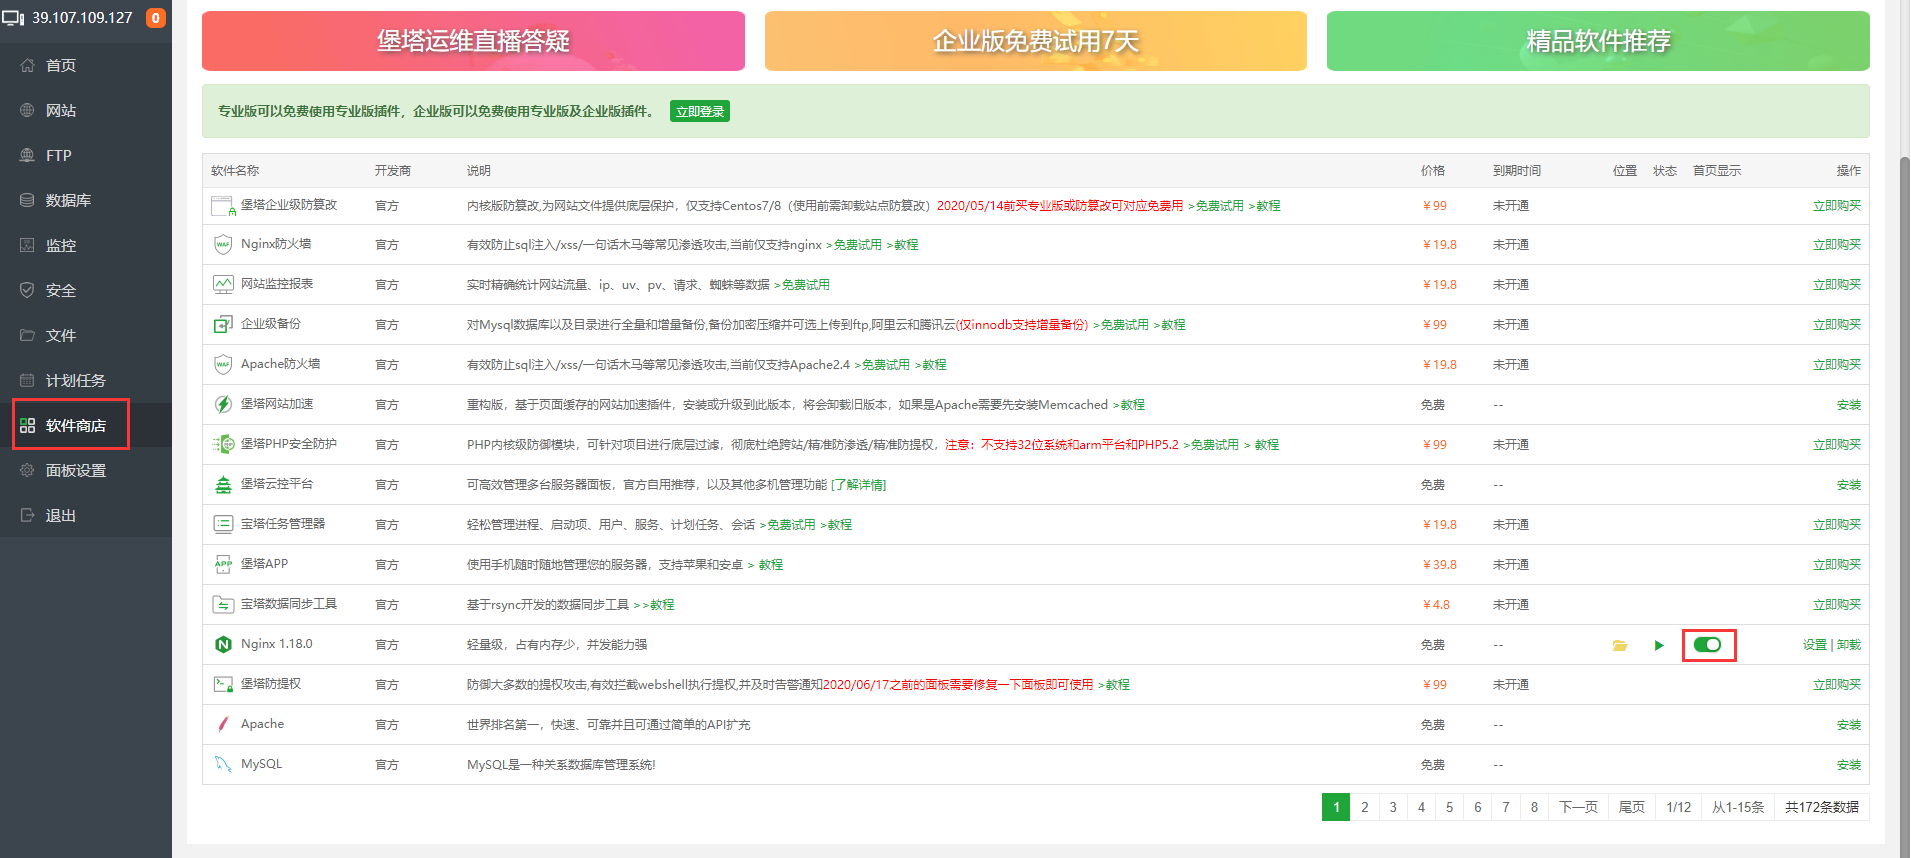 39.107.109.127 0
首页
网站
FTP
数据库
监控
安全
文件
计划任务
软件商店
面板设置
退出
堡塔运维直播答疑 企业版免费试用7天 精品软件推荐
专业版可以免费使用专业版插件，企业版可以免费使用专业版及企业版插件。 立即登录
软件名称 开发商 说明 价格 到期时间 位置 状态 首页显示 操作
堡塔企业级防篡改 官方 内核版防篡改,为网站文件提供底层保护，仅支持Centos7/8（使用前需卸载站点防篡改）2020/05/14前买专业版或防篡改可对应免费用 >免费试用 >教程 ￥99 未开通 立即购买
WAF Nginx防火墙 官方 有效防止sql注入/xss/一句话木马等常见渗透攻击,当前仅支持nginx >免费试用 >教程 ￥19.8 未开通 立即购买
网站监控报表 官方 实时精确统计网站流量、ip、uv、pv、请求、蜘蛛等数据 >免费试用 ￥19.8 未开通 立即购买
企业级备份 官方 对Mysql数据库以及目录进行全量和增量备份,备份加密压缩并可选上传到ftp,阿里云和腾讯云(仅innodb支持增量备份) >免费试用 >教程 ￥99 未开通 立即购买
WAF Apache防火墙 官方 有效防止sql注入/xss/一句话木马等常见渗透攻击,当前仅支持Apache2.4 >免费试用 >教程 ￥19.8 未开通 立即购买
堡塔网站加速 官方 重构版，基于页面缓存的网站加速插件，安装或升级到此版本，将会卸载旧版本，如果是Apache需要先安装Memcached >教程 免费 -- 安装
堡塔PHP安全防护 官方 PHP内核级防御模块，可针对项目进行底层过滤，彻底杜绝跨站/精准防渗透/精准防提权，注意：不支持32位系统和arm平台和PHP5.2 >免费试用 > 教程 ￥99 未开通 立即购买
堡塔云控平台 官方 可高效管理多台服务器面板，官方自用推荐，以及其他多机管理功能 [了解详情] 免费 -- 安装
宝塔任务管理器 官方 轻松管理进程、启动项、用户、服务、计划任务、会话 >免费试用 >教程 ￥19.8 未开通 立即购买
APP 堡塔APP 官方 使用手机随时随地管理您的服务器，支持苹果和安卓 > 教程 ￥39.8 未开通 立即购买
宝塔数据同步工具 官方 基于rsync开发的数据同步工具 >>教程 ￥4.8 未开通 立即购买
N Nginx 1.18.0 官方 轻量级，占有内存少，并发能力强 免费 -- 设置 | 卸载
堡塔防提权 官方 防御大多数的提权攻击,有效拦截webshell执行提权,并及时告警通知2020/06/17之前的面板需要修复一下面板即可使用 >教程 ￥99 未开通 立即购买
Apache 官方 世界排名第一，快速、可靠并且可通过简单的API扩充 免费 -- 安装
MySQL 官方 MySQL是一种关系数据库管理系统! 免费 -- 安装
1 2 3 4 5 6 7 8 下一页 尾页 1/12 从1-15条 共172条数据